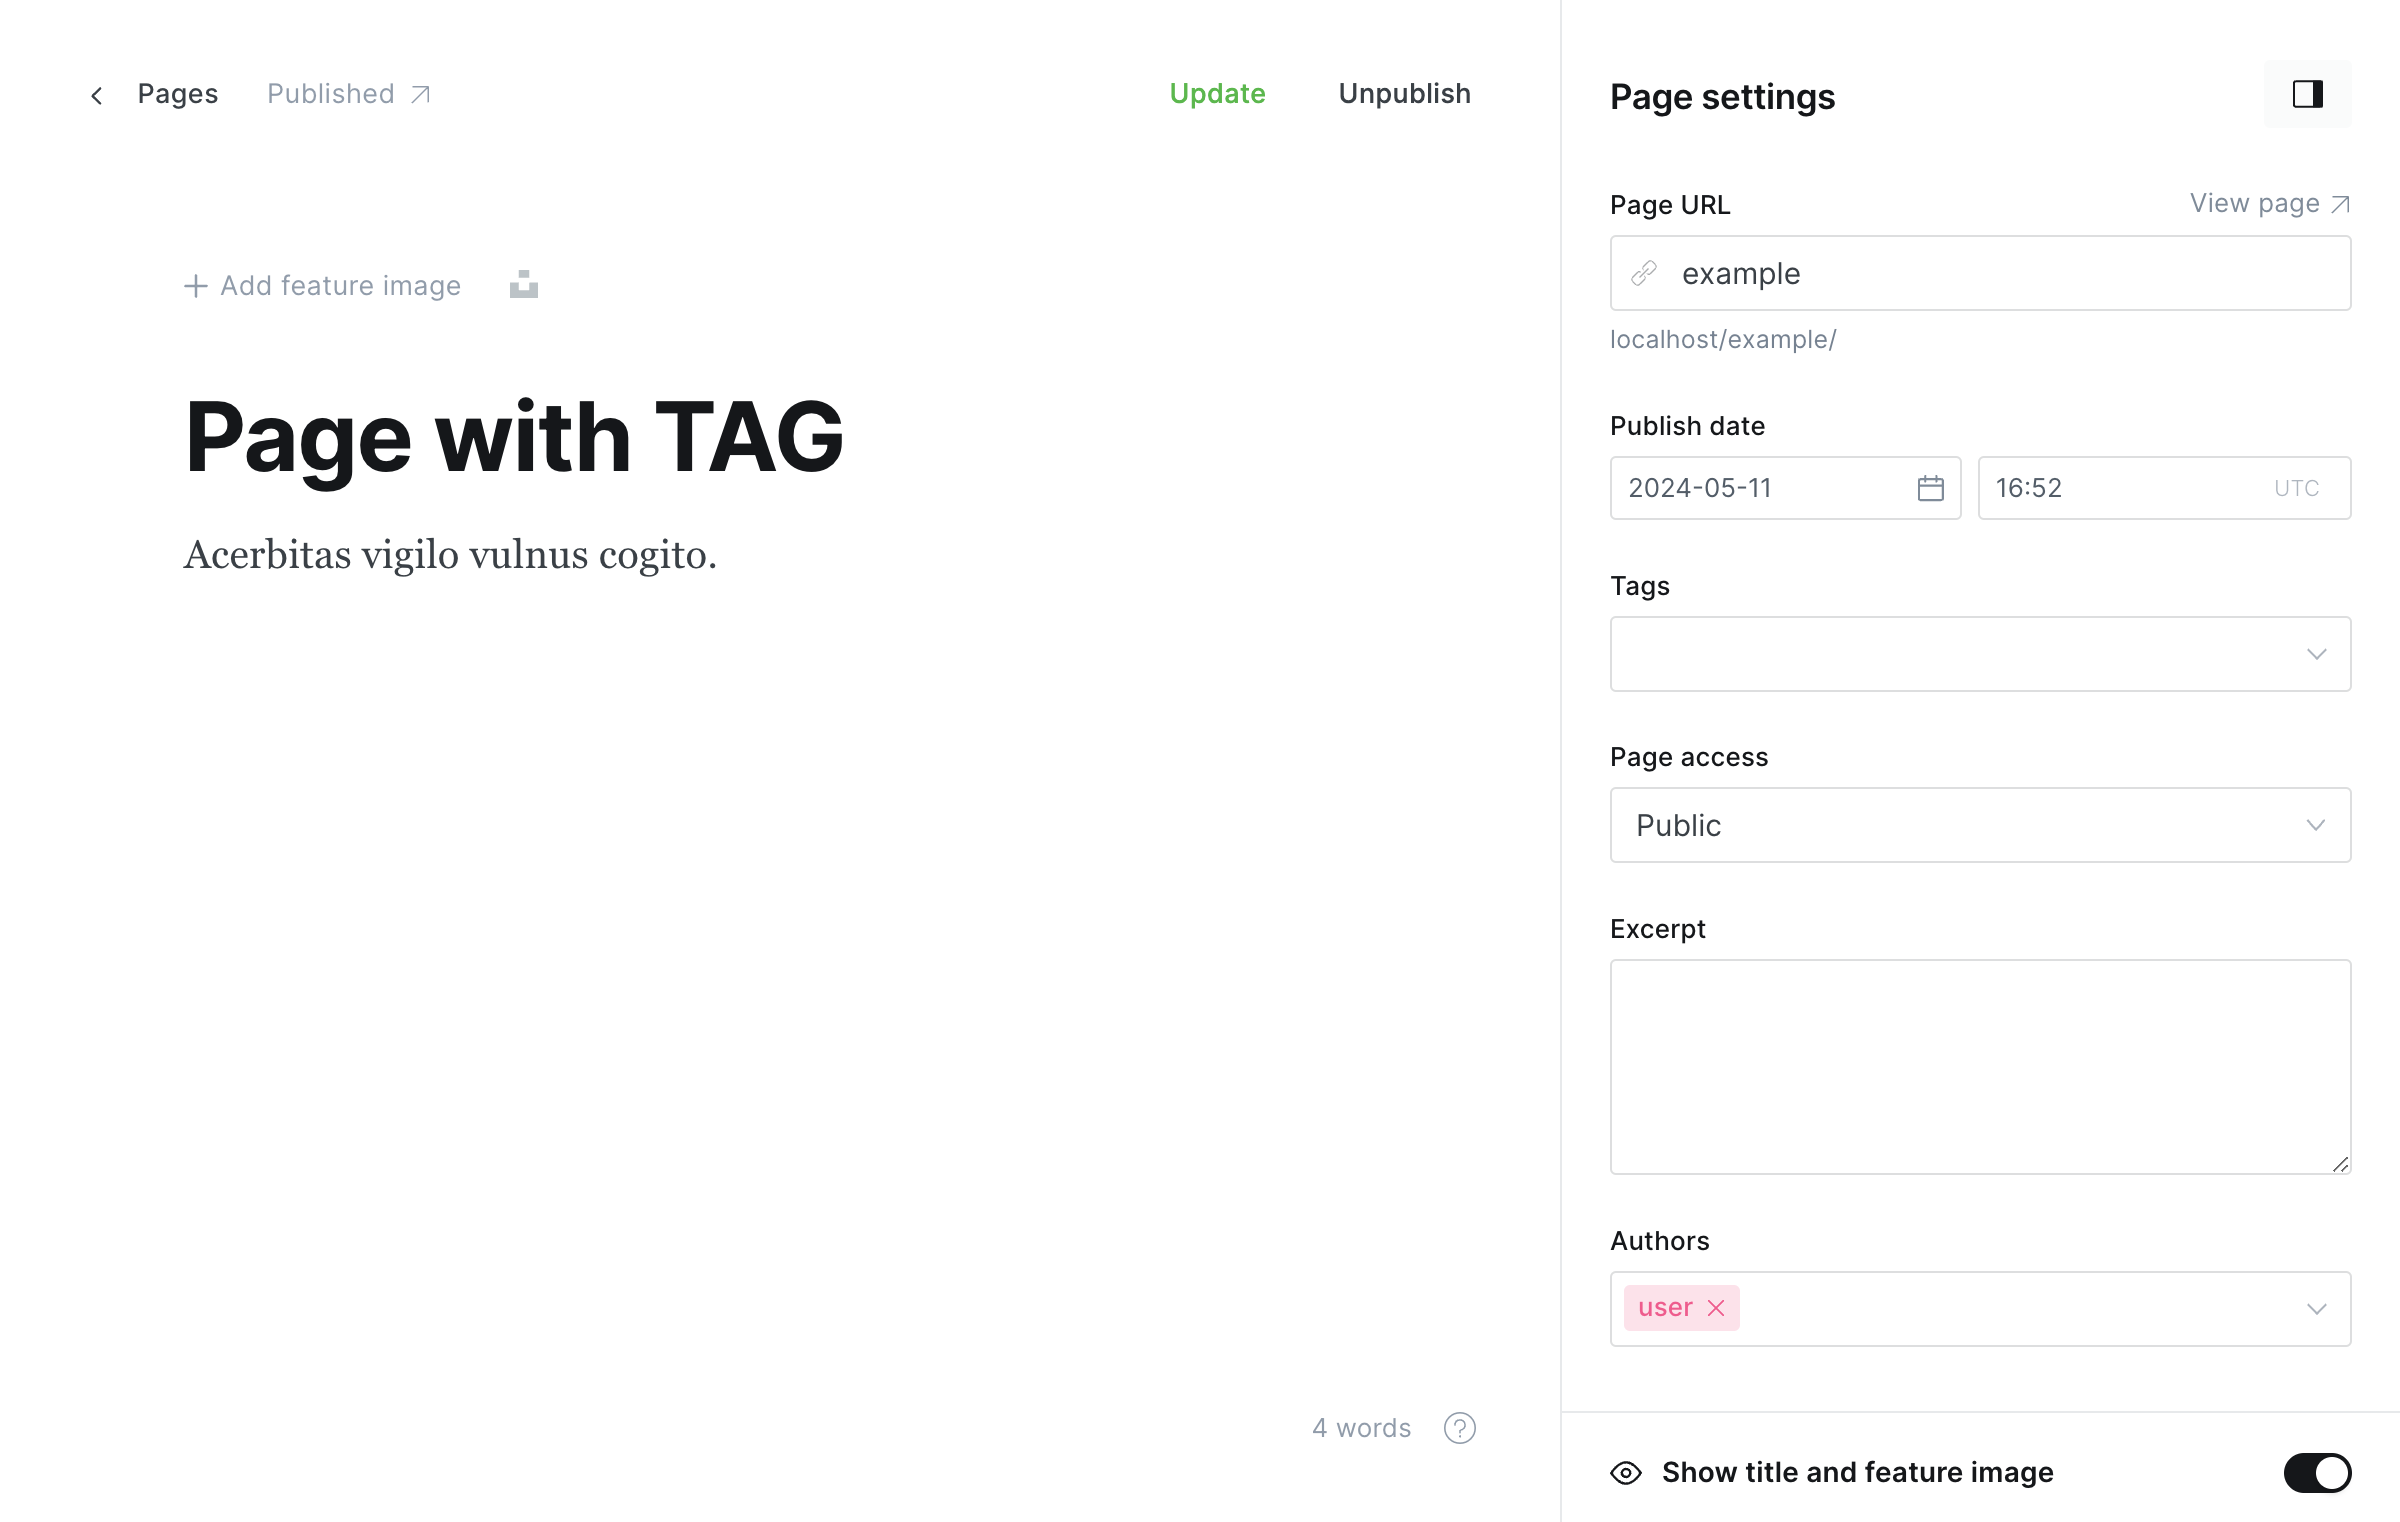 Pages Published
Update Unpublish
Add feature image
Page with TAG
Acerbitas vigilo vulnus cogito.
4 words ?
Page settings
Page URL View page
example
localhost/example/
Publish date
2024-05-11 16:52 UTC
Tags
Page access
Public
Excerpt
Authors
user
Show title and feature image